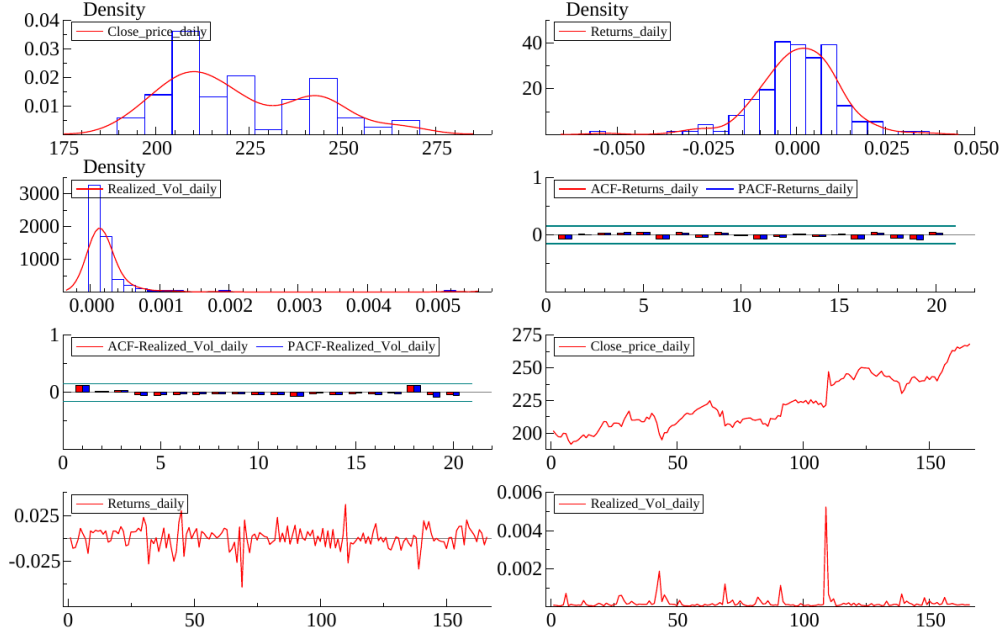 Density
0.04
0.03
0.02
0.01
Close_price_daily
175 200 225 250 275
Density
40
20
Returns_daily
-0.050 -0.025 0.000 0.025 0.050
Density
3000
2000
1000
Realized_Vol_daily
0.000 0.001 0.002 0.003 0.004 0.005
1
0
ACF-Returns_daily PACF-Returns_daily
0 5 10 15 20
1
0
ACF-Realized_Vol_daily PACF-Realized_Vol_daily
0 5 10 15 20
275
250
225
200
Close_price_daily
0 50 100 150
0.025
-0.025
Returns_daily
0 50 100 150
0.006
0.004
0.002
Realized_Vol_daily
0 50 100 150